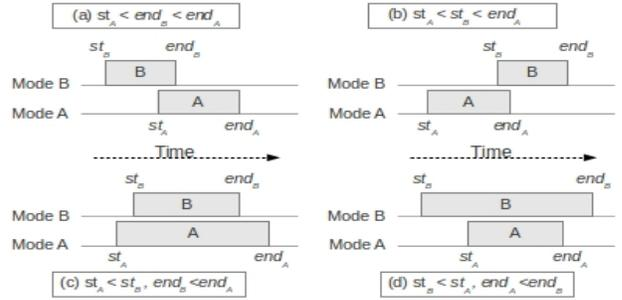 (a) st_A < end_B < end_A
(b) st_A < st_B < end_A
st_B end_B
st_B end_B
B
B
Mode B
Mode B
A
A
Mode A
Mode A
st_A end_A
st_A end_A
Time
Time
st_B end_B
st_B end_B
B
B
Mode B
Mode B
A
A
Mode A
Mode A
st_A end_A
st_A end_A
(c) st_A < st_B, end_B <end_A
(d) st_B < st_A, end_A <end_B